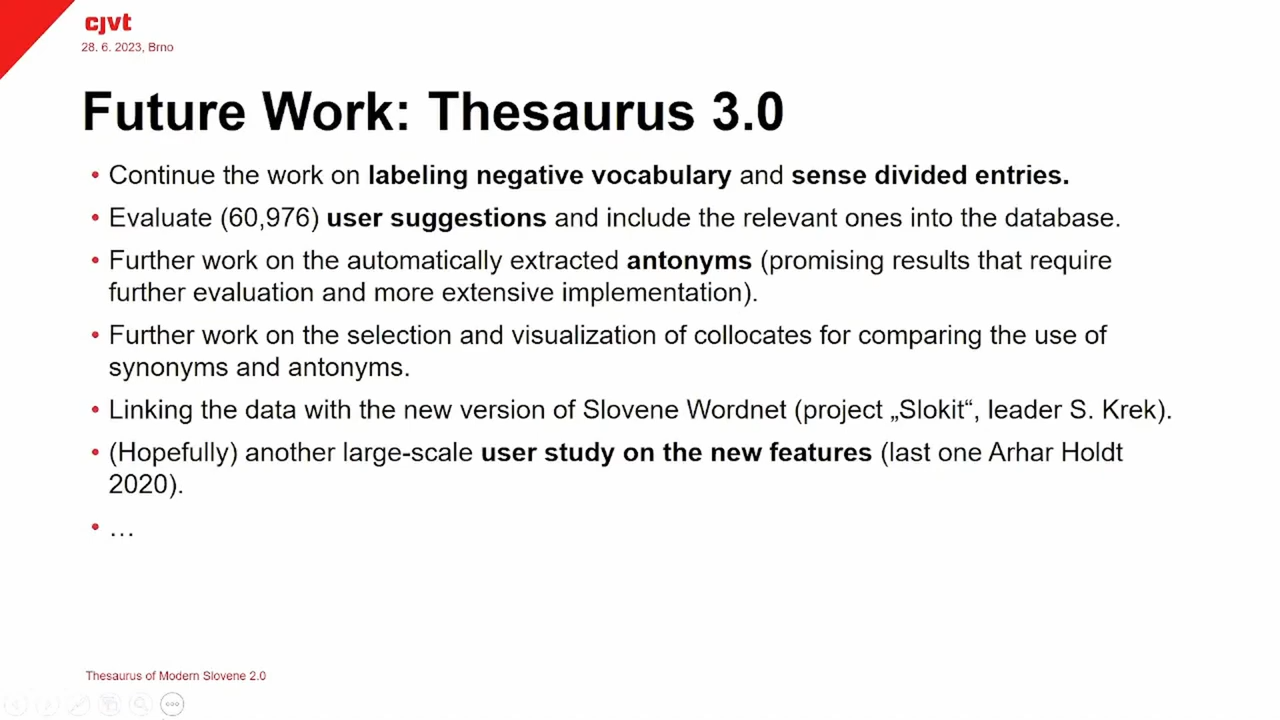 cjvt
28. 6. 2023, Brno
Future Work: Thesaurus 3.0
• Continue the work on labeling negative vocabulary and sense divided entries.
• Evaluate (60,976) user suggestions and include the relevant ones into the database.
• Further work on the automatically extracted antonyms (promising results that require
further evaluation and more extensive implementation).
• Further work on the selection and visualization of collocates for comparing the use of
synonyms and antonyms.
• Linking the data with the new version of Slovene Wordnet (project „Slokit“, leader S. Krek).
• (Hopefully) another large-scale user study on the new features (last one Arhar Holdt
2020).
• …
Thesaurus of Modern Slovene 2.0